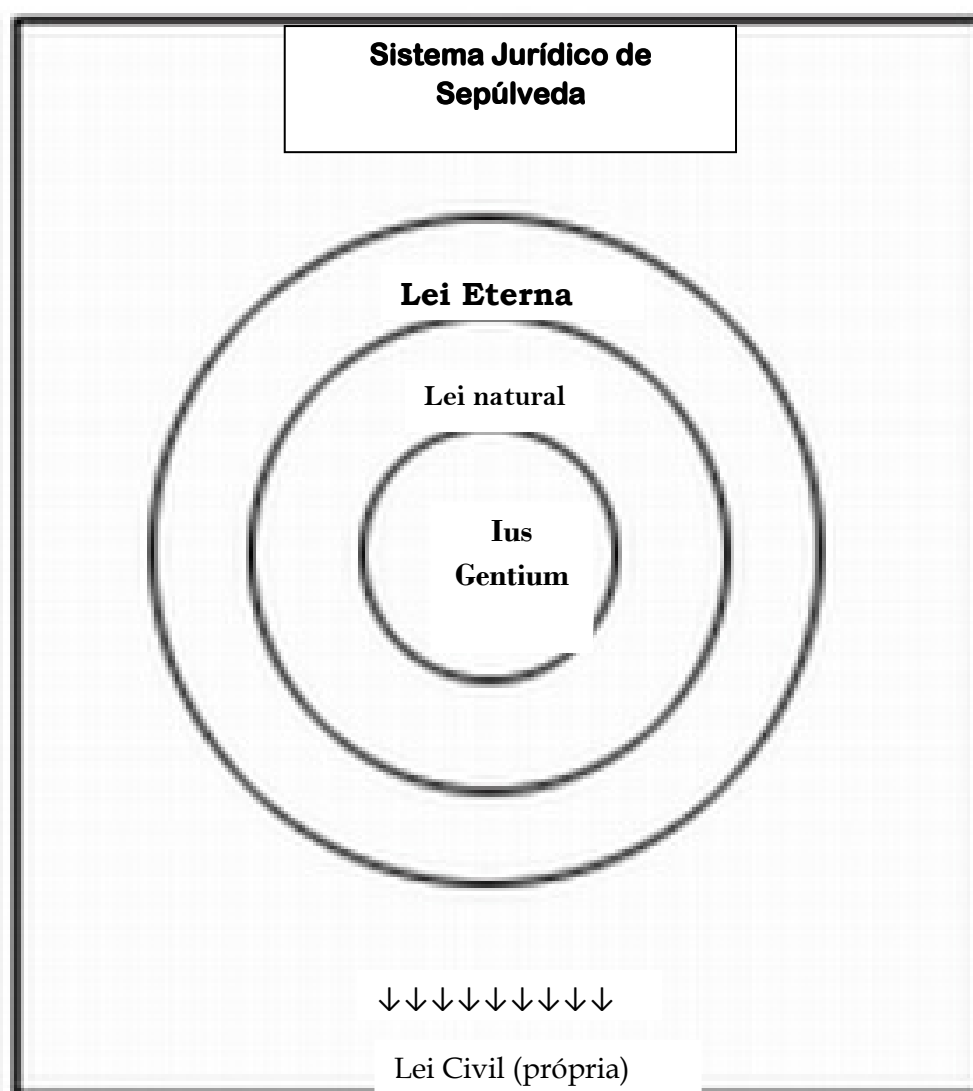 Sistema Jurídico de
Sepúlveda
Lei Eterna
Lei natural
Ius
Gentium
↓↓↓↓↓↓↓↓↓
Lei Civil (própria)